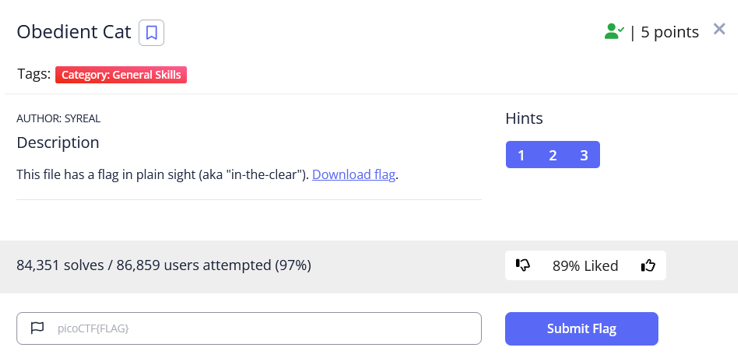 Obedient Cat
| 5 points
Tags: Category: General Skills
AUTHOR: SYREAL
Description
This file has a flag in plain sight (aka "in-the-clear"). Download flag.
Hints
1 2 3
84,351 solves / 86,859 users attempted (97%)
89% Liked
picoCTF{FLAG}
Submit Flag